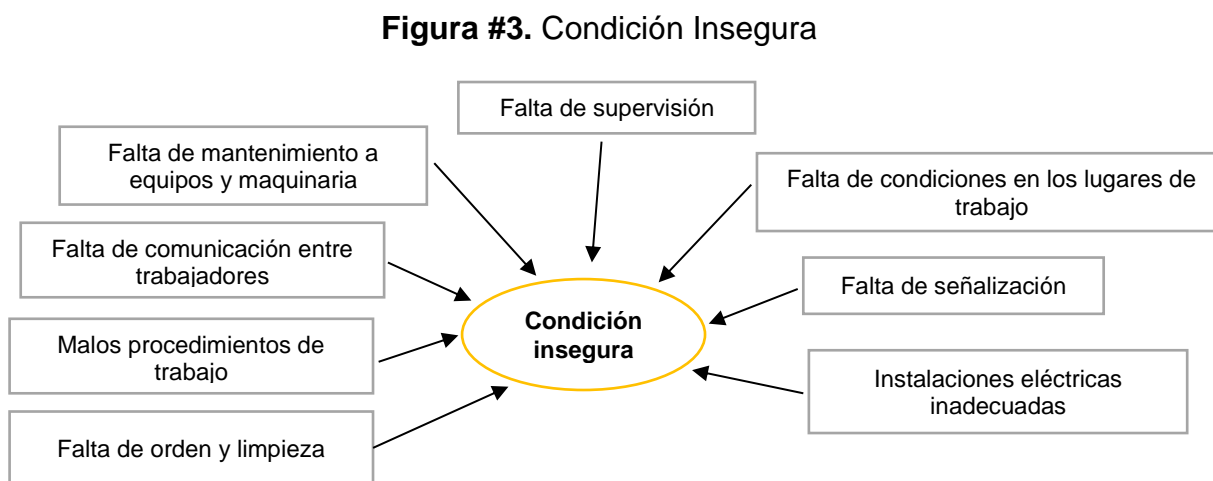 Figura #3. Condición Insegura
Falta de supervisión
Falta de mantenimiento a
equipos y maquinaria
Falta de condiciones en los lugares de
trabajo
Falta de comunicación entre
trabajadores
Falta de señalización
Condición
insegura
Malos procedimientos de
trabajo
Instalaciones eléctricas
inadecuadas
Falta de orden y limpieza